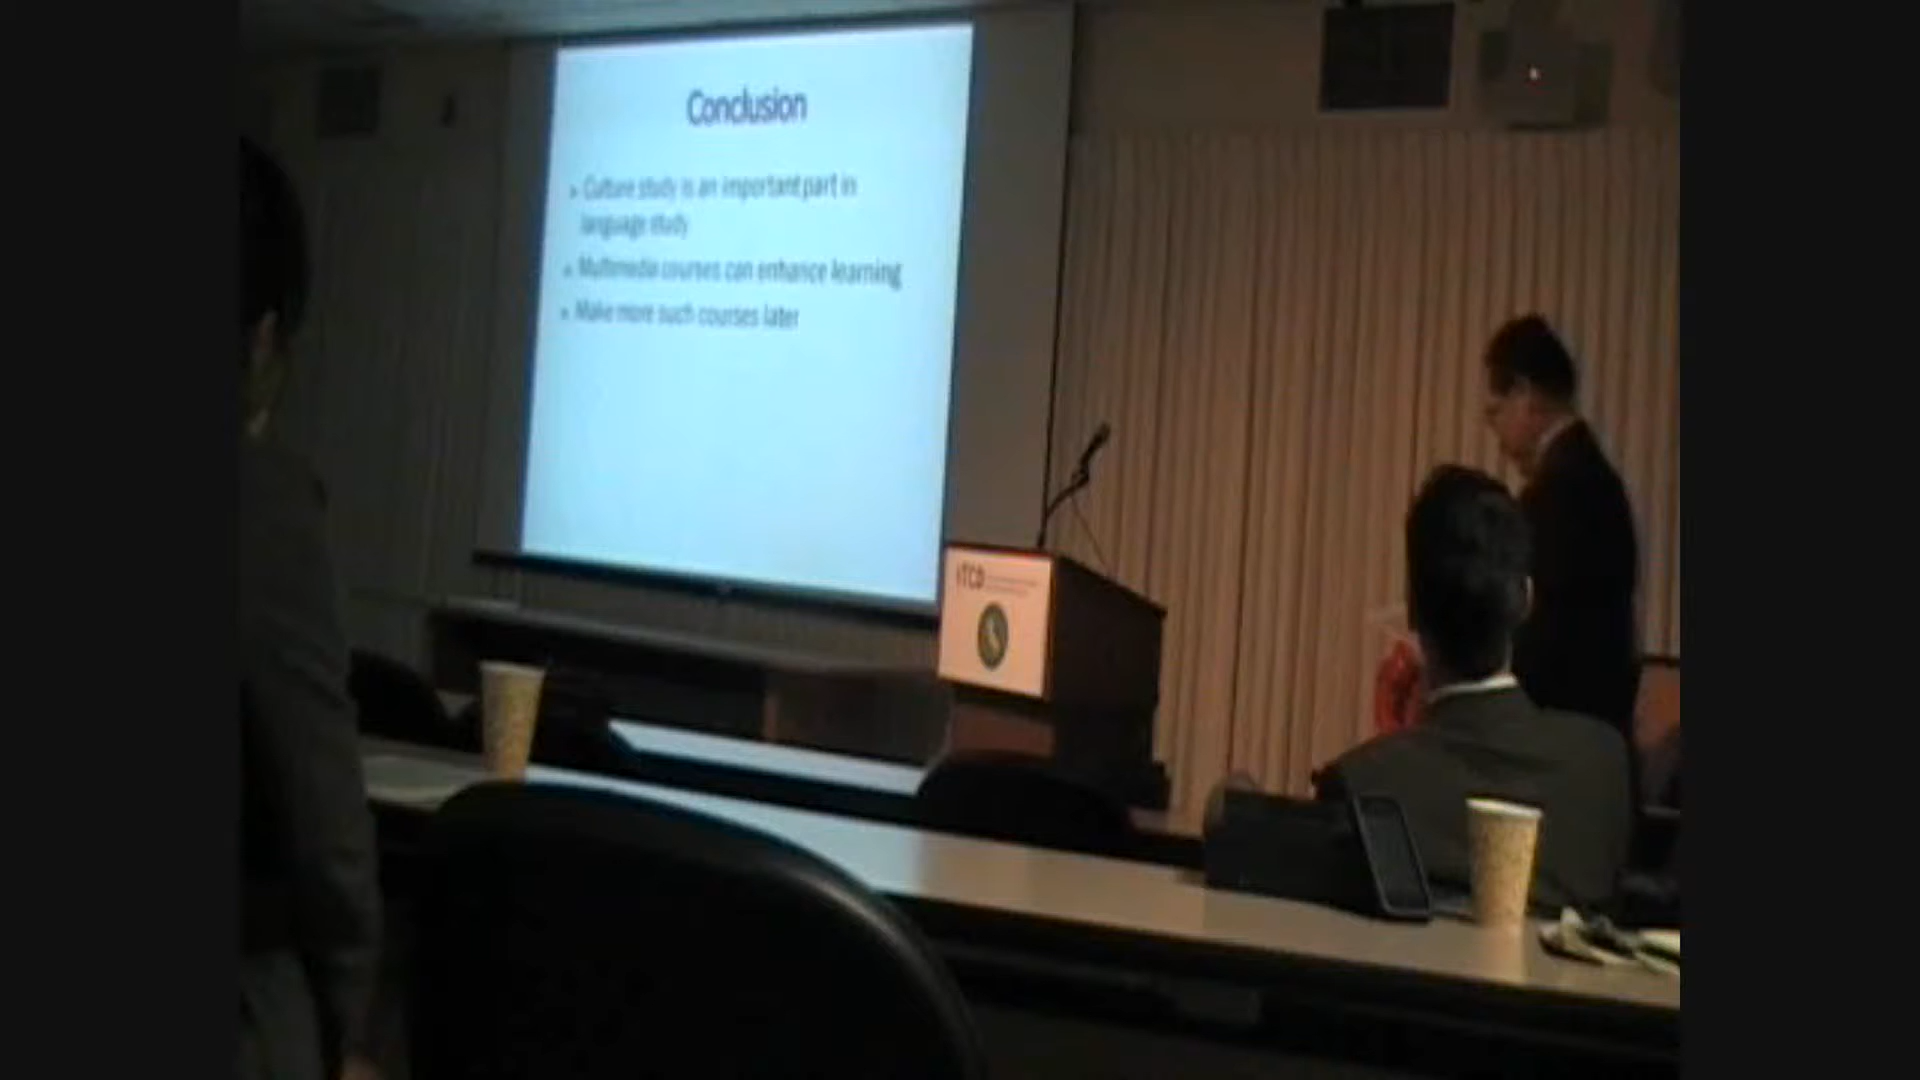 Conclusion
Culture study is an important part in
language study
Multimedia courses can enhance learning
Make more such courses later
ITCD